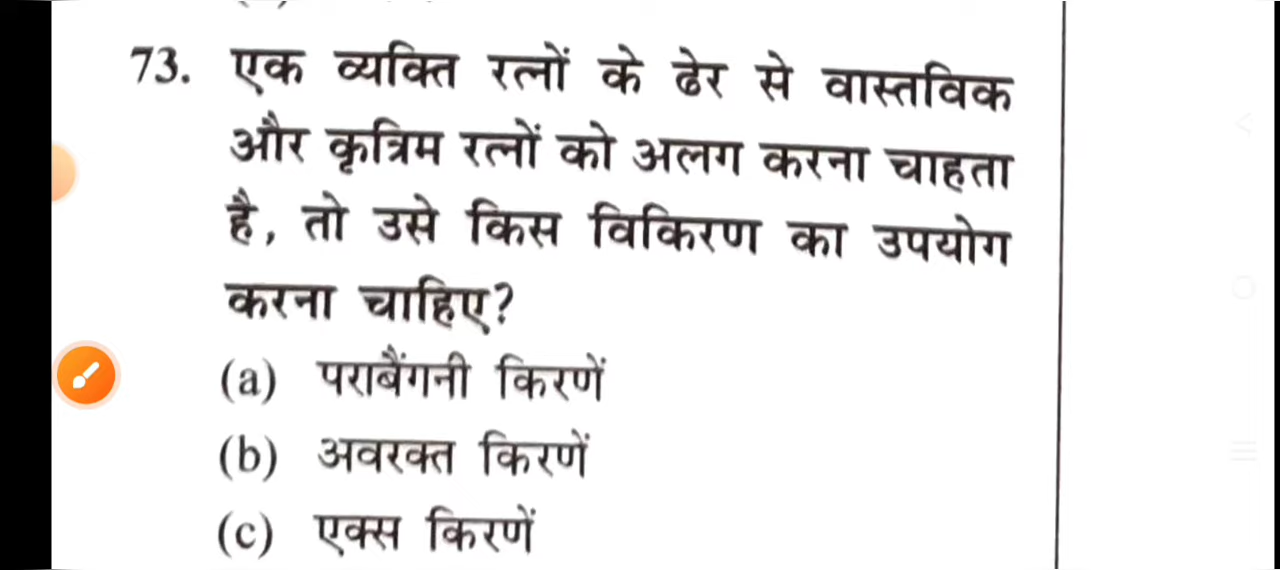 73. एक व्यक्ति रत्नों के ढेर से वास्तविक
और कृत्रिम रत्नों को अलग करना चाहता
है, तो उसे किस विकिरण का उपयोग
करना चाहिए?
(a) पराबैंगनी किरणें
(b) अवरक्त किरणें
(c) एक्स किरणें